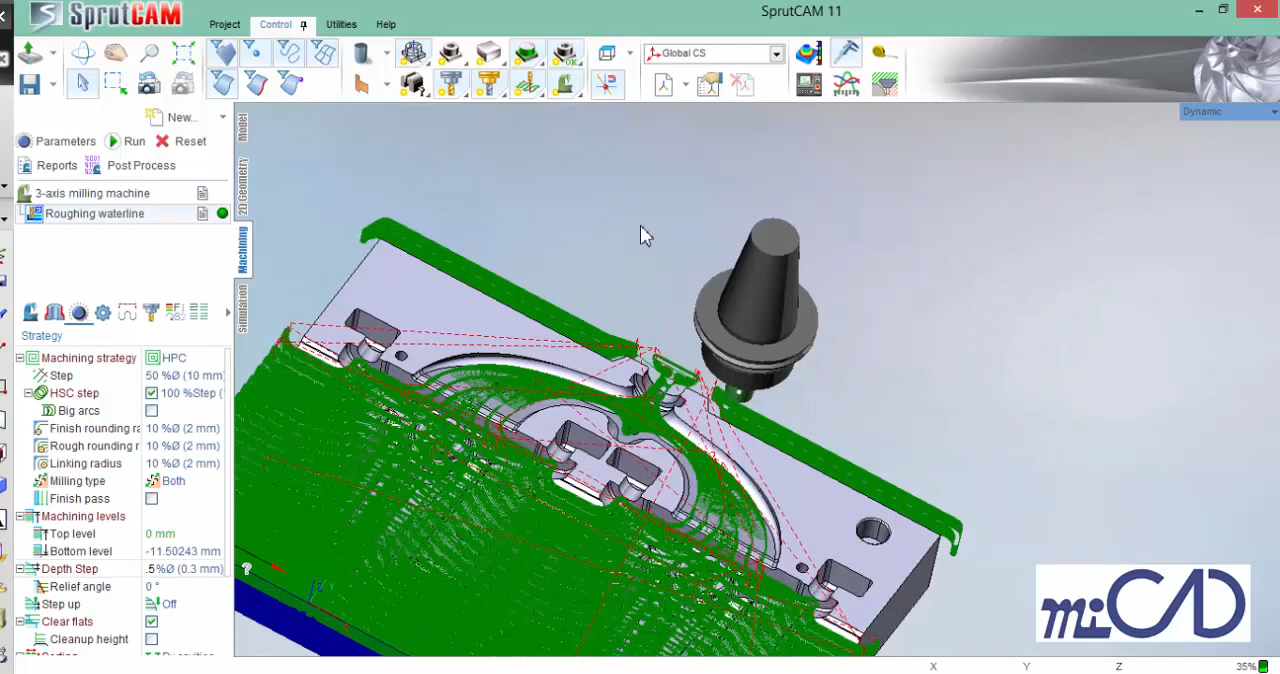 SprutCAM
SprutCAM 11
Project
Control
Utilities
Help
Global CS
Dynamic
New...
Parameters
Run
Reset
Reports
Post Process
3-axis milling machine
Roughing waterline
Model
2D Geometry
Machining
Simulation
Strategy
Machining strategy HPC
Step 50 %Ø (10 mm)
HSC step 100 %Step (
Big arcs
Finish rounding ra 10 %Ø (2 mm)
Rough rounding r 10 %Ø (2 mm)
Linking radius 10 %Ø (2 mm)
Milling type Both
Finish pass
Machining levels
Top level 0 mm
Bottom level -11.50243 mm
Depth Step .5%Ø (0.3 mm)
Relief angle 0 °
Step up Off
Clear flats
Cleanup height
miCAD
X Y Z 35%